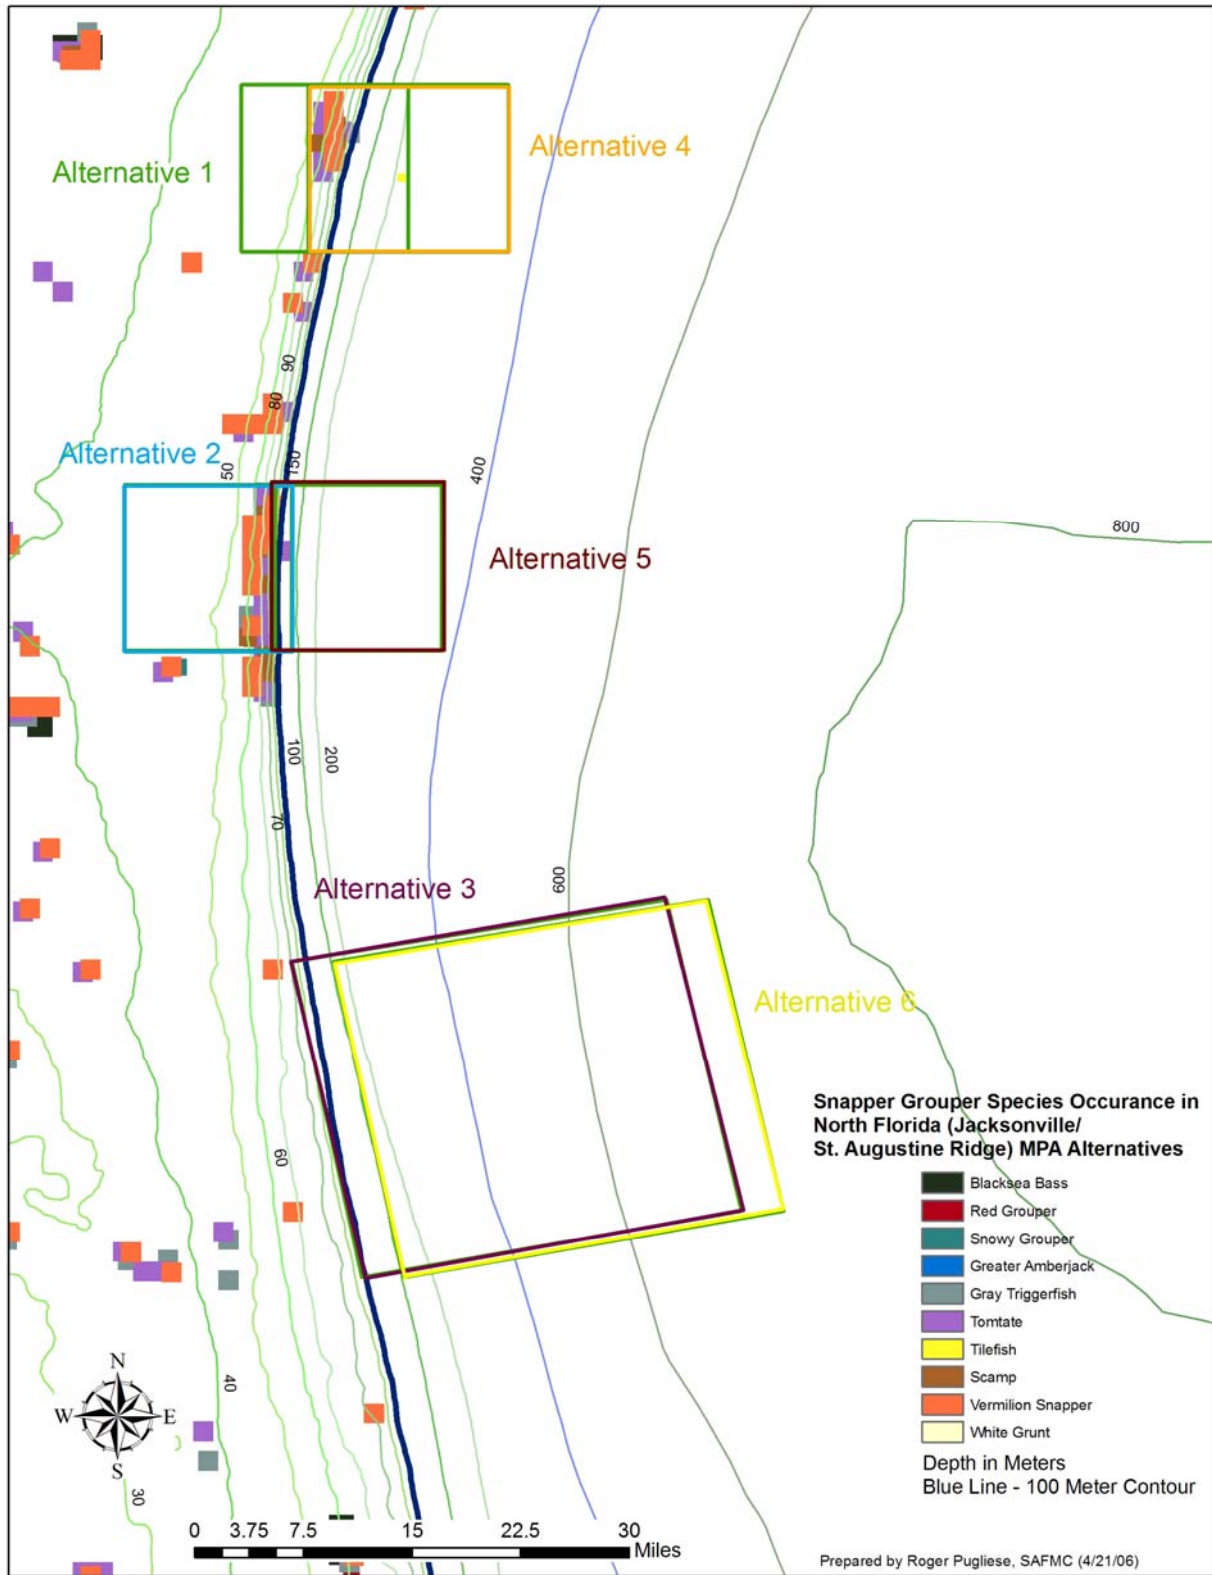 Alternative 1
Alternative 4
90
80
Alternative 2
50
150
400
800
Alternative 5
100
200
70
Alternative 3
600
Alternative 6
60
Snapper Grouper Species Occurance in
North Florida (Jacksonville/
St. Augustine Ridge) MPA Alternatives
Blacksea Bass
Red Grouper
Snowy Grouper
Greater Amberjack
Gray Triggerfish
Tomtate
Tilefish
Scamp
Vermilion Snapper
White Grunt
Depth in Meters
Blue Line - 100 Meter Contour
N
W E
S
40
30
0 3.75 7.5 15 22.5 30
Miles
Prepared by Roger Pugliese, SAFMC (4/21/06)